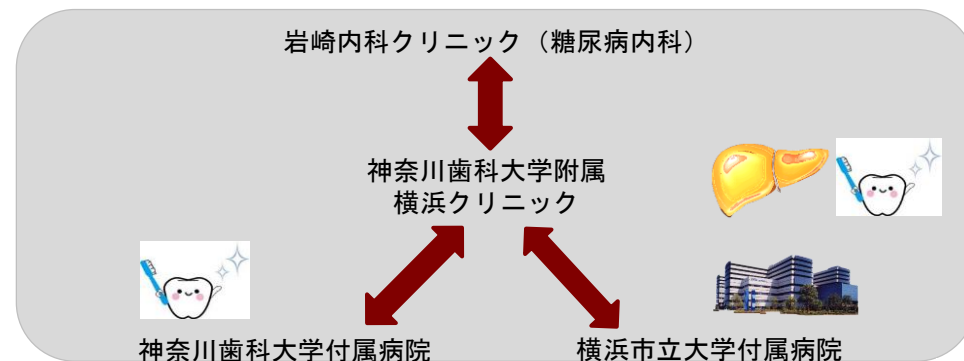 岩崎内科クリニック（糖尿病内科）
神奈川歯科大学附属
横浜クリニック
神奈川歯科大学付属病院
横浜市立大学付属病院